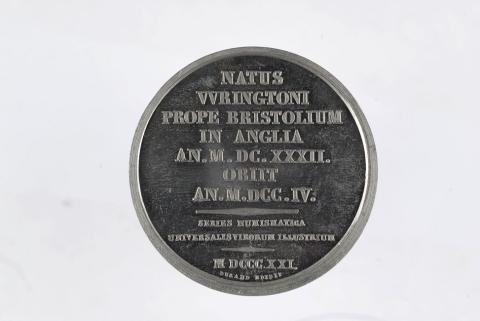 NATUS
VVRINGTONI
PROPE BRISTOLIUM
IN ANGLIA
AN. M. DC. XXXII.
OBIIT
AN. M. DCC. IV.
SERIES NUMISMATICA
UNIVERSALIS VIRORUM ILLUSTRIUM
M DCCC. XXI.
DURAND EDIDIT